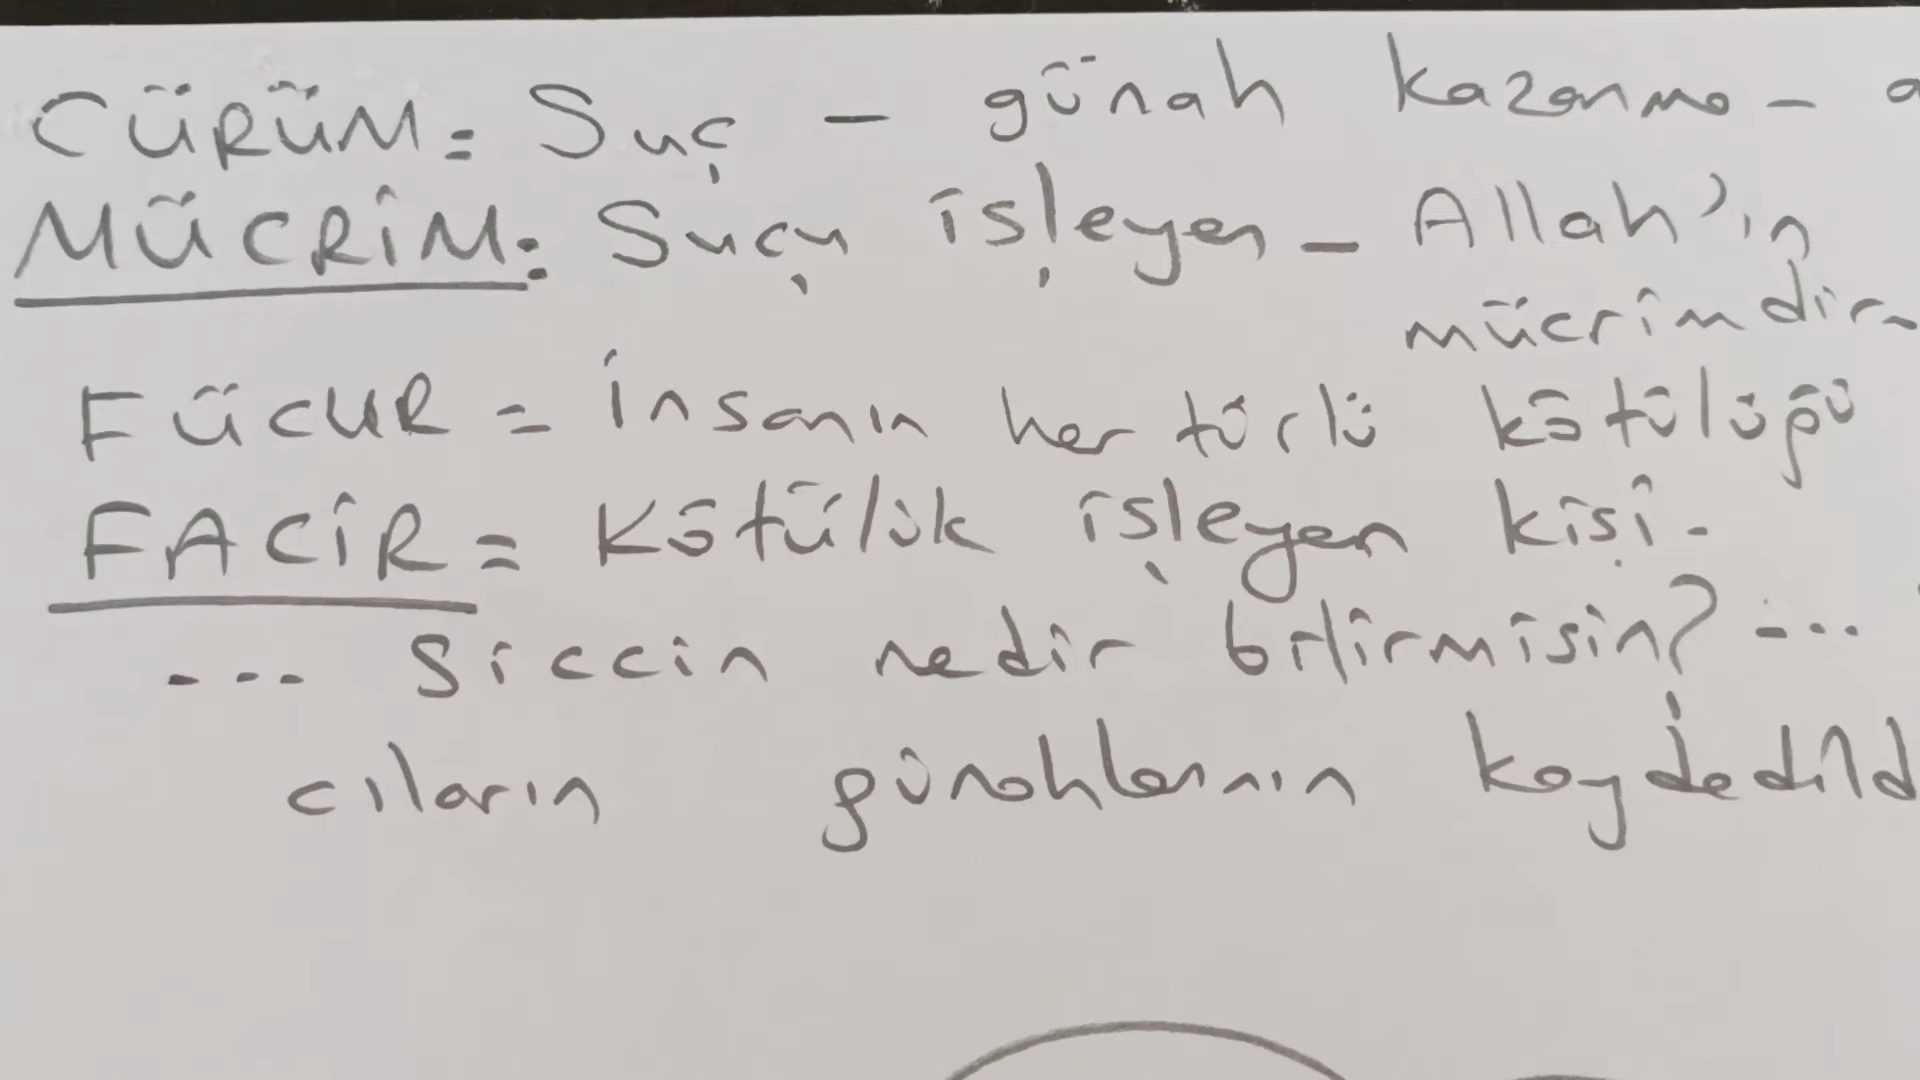 CÜRÜM = Suç - günah kazanma -
MÜCRİM: Suçu işleyen - Allah'ın
mücrimdir-
FÜCUR = İnsanın her türlü kötülüğü
FACİR = Kötülük işleyen kişi.
... Siccin nedir bilirmisin? ...
cıların günahlarının kaydedild